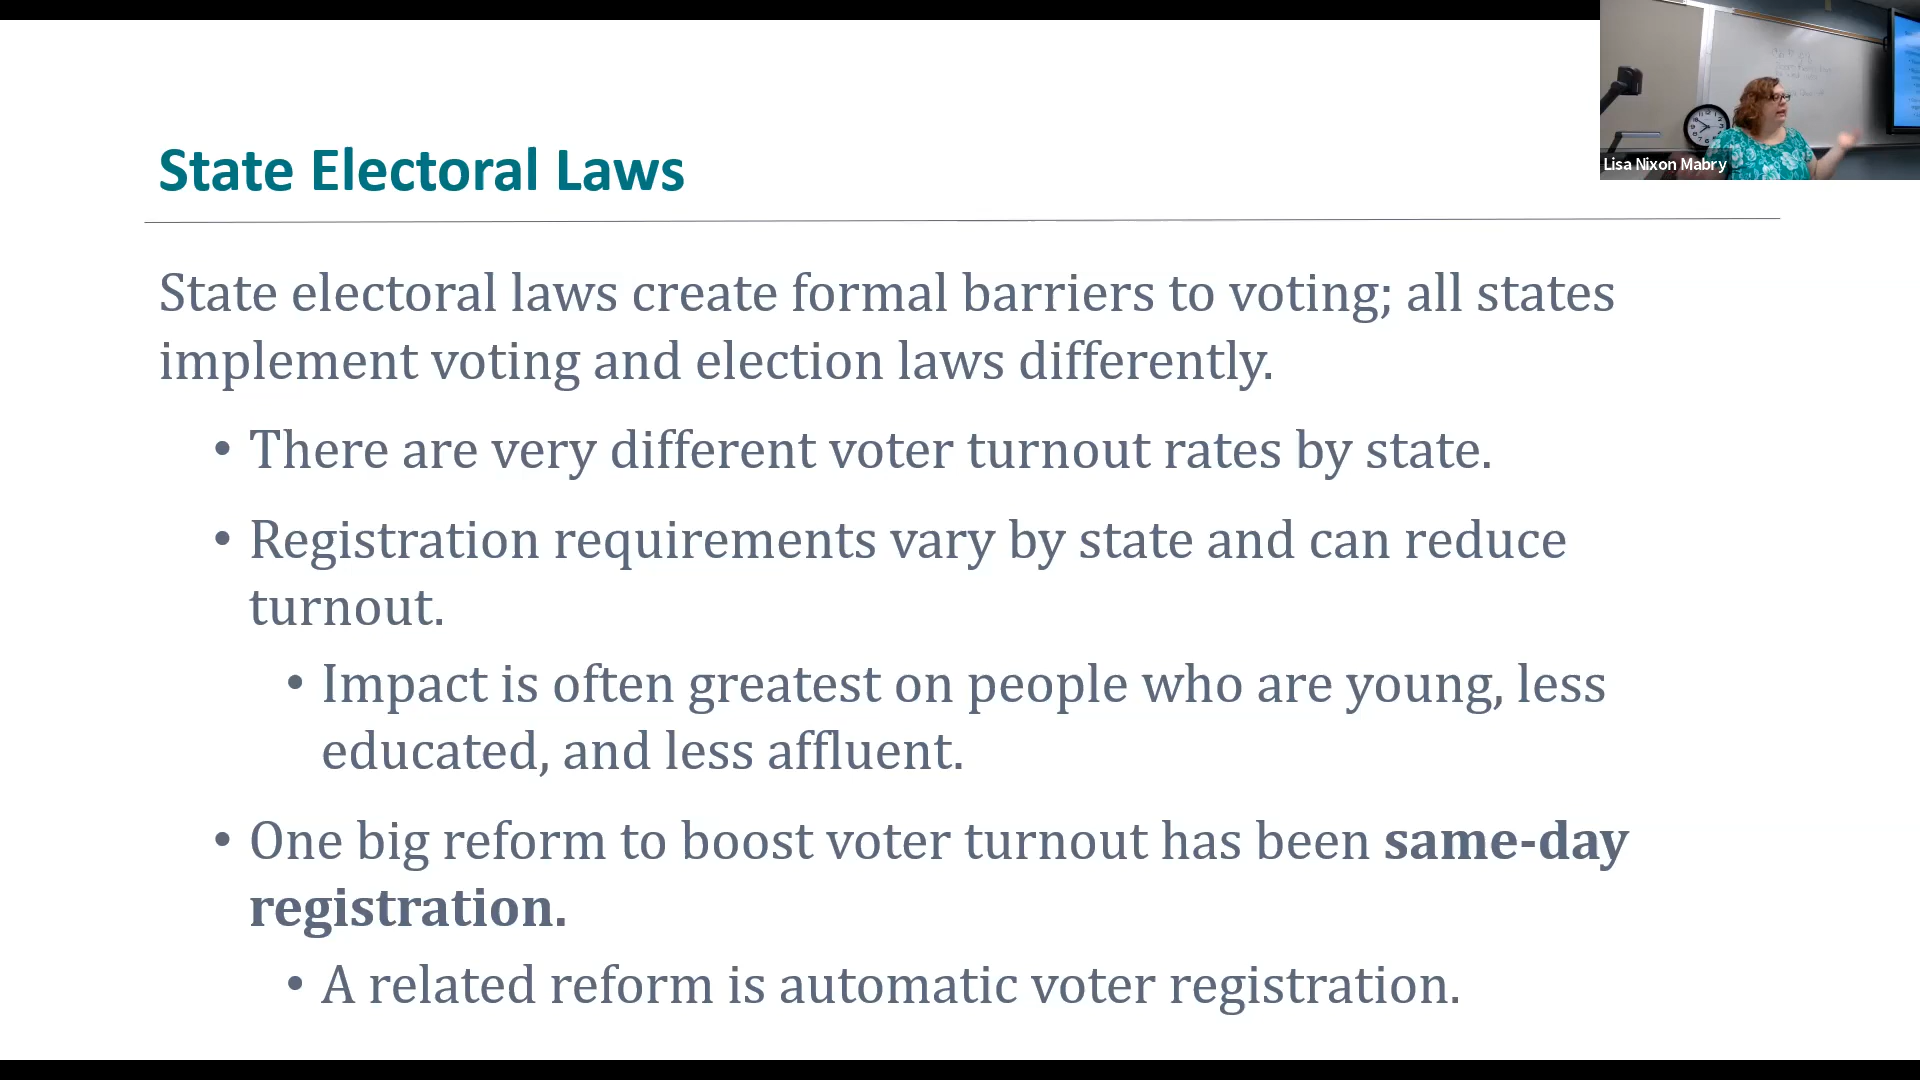 State Electoral Laws
Lisa Nixon Mabry
State electoral laws create formal barriers to voting; all states
implement voting and election laws differently.
• There are very different voter turnout rates by state.
• Registration requirements vary by state and can reduce
turnout.
• Impact is often greatest on people who are young, less
educated, and less affluent.
• One big reform to boost voter turnout has been same-day
registration.
• A related reform is automatic voter registration.